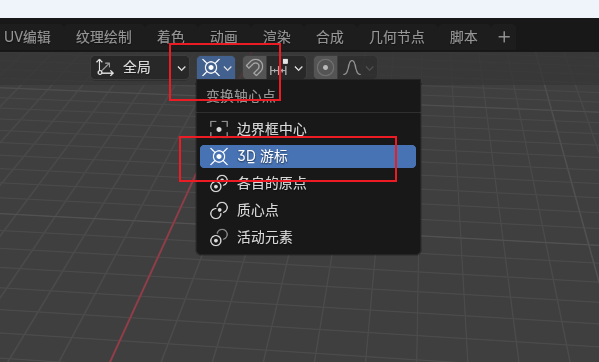 UV编辑 纹理绘制 着色 动画 渲染 合成 几何节点 脚本 +
全局
变换轴心点
边界框中心
3D 游标
各自的原点
质心点
活动元素